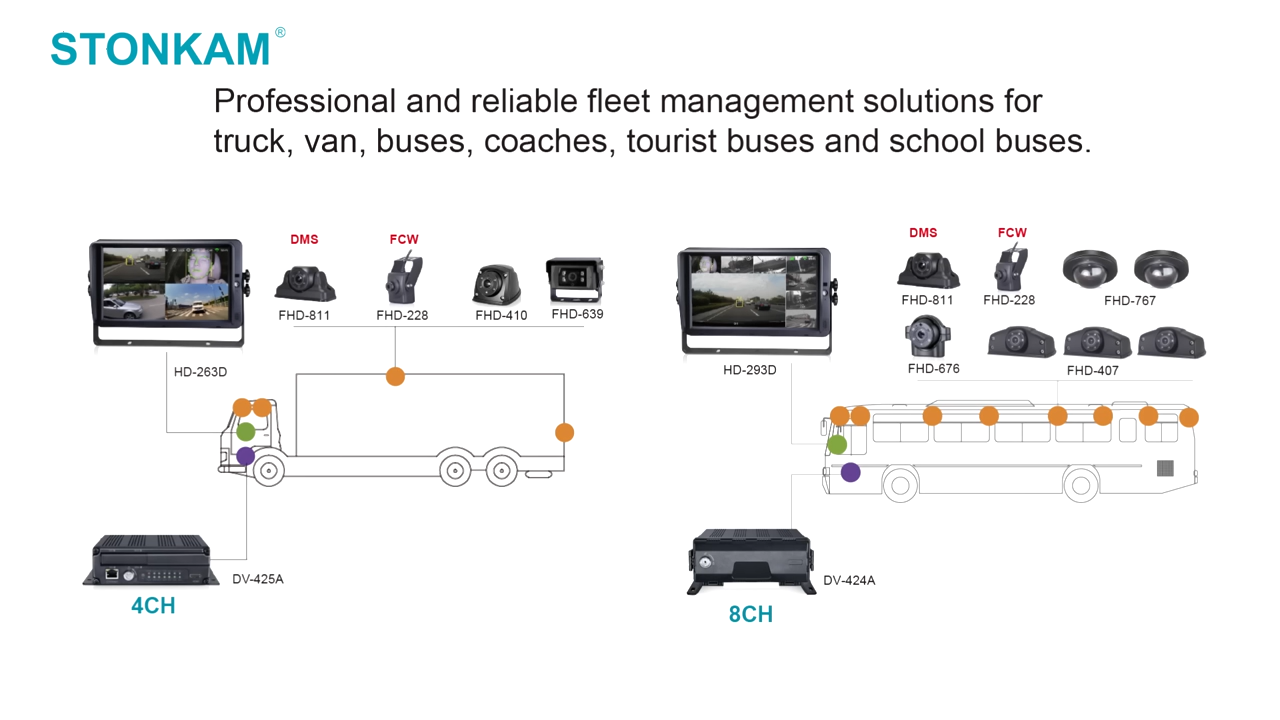 STONKAM®
Professional and reliable fleet management solutions for
truck, van, buses, coaches, tourist buses and school buses.
DMS
FCW
FHD-811
FHD-228
FHD-410
FHD-639
HD-263D
DV-425A
4CH
DMS
FCW
FHD-811
FHD-228
FHD-767
FHD-676
FHD-407
HD-293D
DV-424A
8CH